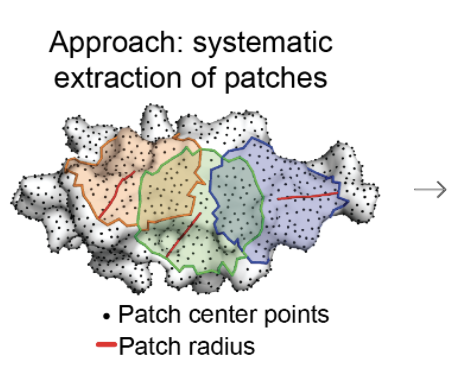 Approach: systematic
extraction of patches
Patch center points
Patch radius